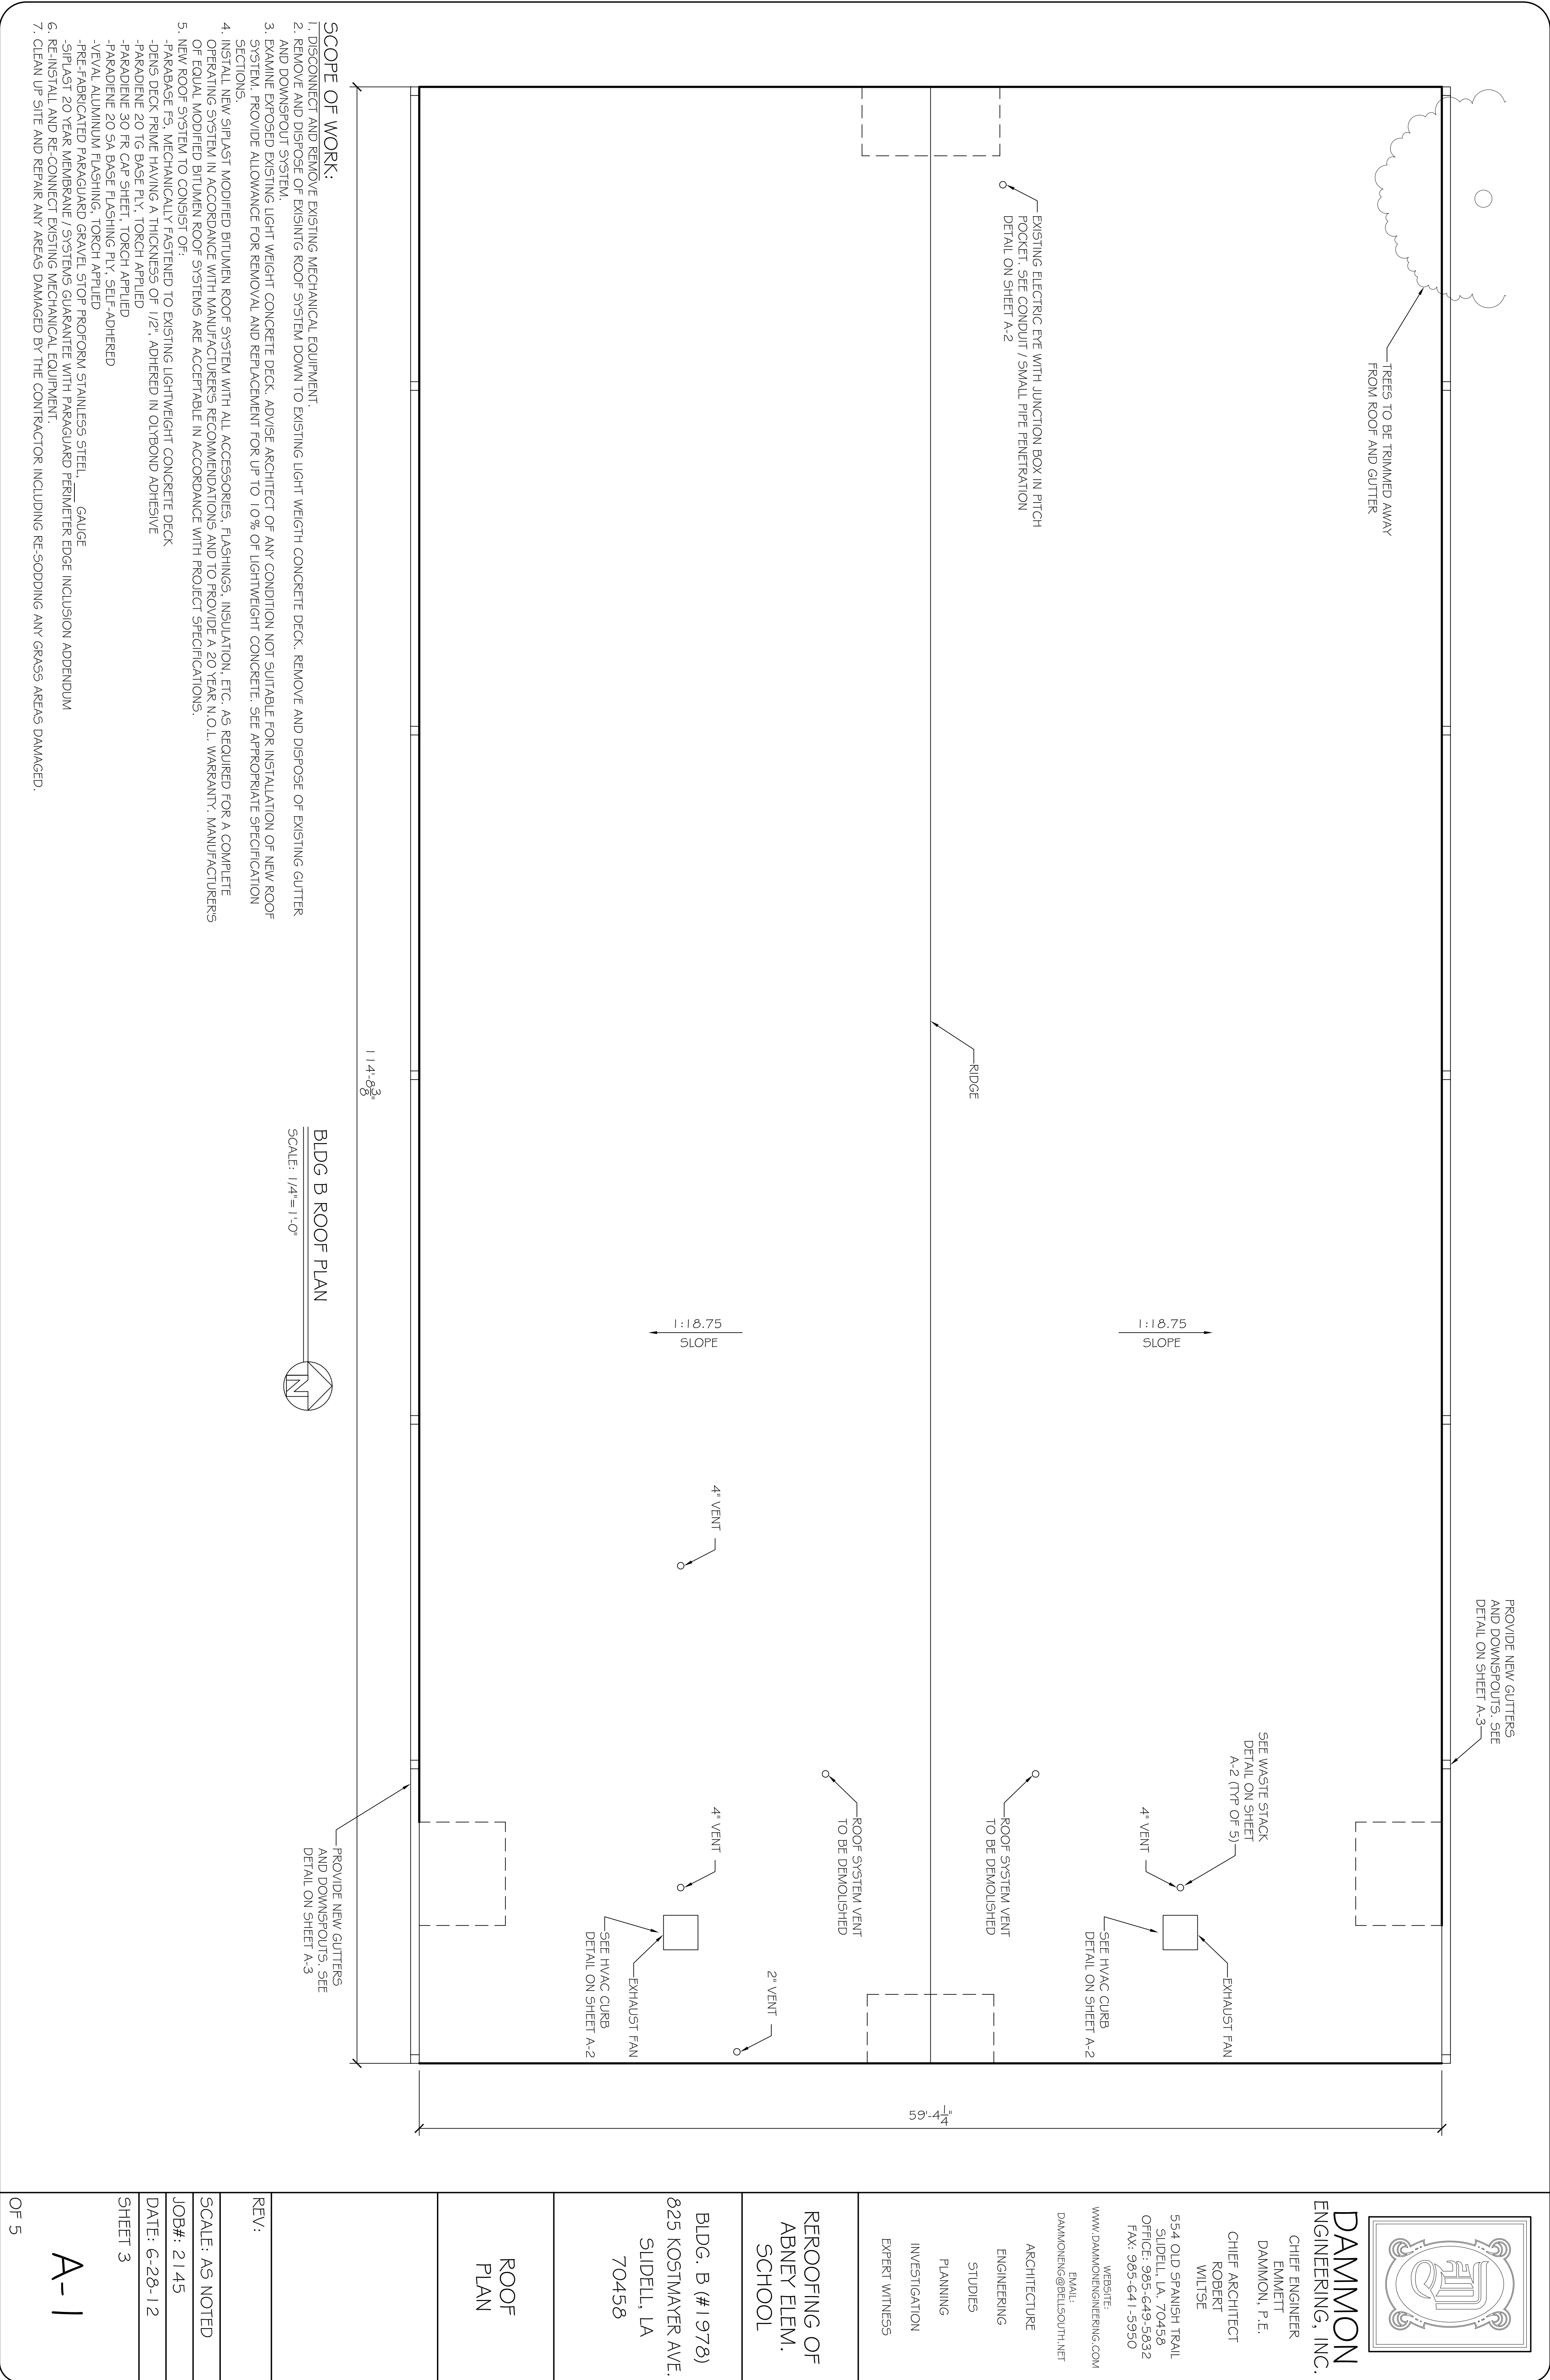 TREES TO BE TRIMMED AWAY
FROM ROOF AND GUTTER
PROVIDE NEW GUTTERS
AND DOWNSPOUTS. SEE
DETAIL ON SHEET A-3
EXISTING ELECTRIC EYE WITH JUNCTION BOX IN PITCH
POCKET. SEE CONDUIT / SMALL PIPE PENETRATION
DETAIL ON SHEET A-2
RIDGE
1:18.75
SLOPE
1:18.75
SLOPE
SEE WASTE STACK
DETAIL ON SHEET
A-2 (TYP OF 5)
4" VENT
EXHAUST FAN
SEE HVAC CURB
DETAIL ON SHEET A-2
ROOF SYSTEM VENT
TO BE DEMOLISHED
ROOF SYSTEM VENT
TO BE DEMOLISHED
4" VENT
4" VENT
2" VENT
EXHAUST FAN
SEE HVAC CURB
DETAIL ON SHEET A-2
59'-4 1/4"
PROVIDE NEW GUTTERS
AND DOWNSPOUTS. SEE
DETAIL ON SHEET A-3
114'-8 3/8"
BLDG B ROOF PLAN
SCALE: 1/4"=1'-0"
N
SCOPE OF WORK:
1. DISCONNECT AND REMOVE EXISTING MECHANICAL EQUIPMENT.
2. REMOVE AND DISPOSE OF EXISINTG ROOF SYSTEM DOWN TO EXISTING LIGHT WEIGTH CONCRETE DECK. REMOVE AND DISPOSE OF EXISTING GUTTER
AND DOWNSPOUT SYSTEM.
3. EXAMINE EXPOSED EXISTING LIGHT WEIGHT CONCRETE DECK. ADVISE ARCHITECT OF ANY CONDITION NOT SUITABLE FOR INSTALLATION OF NEW ROOF
SYSTEM. PROVIDE ALLOWANCE FOR REMOVAL AND REPLACEMENT FOR UP TO 10% OF LIGHTWEIGHT CONCRETE. SEE APPROPRIATE SPECIFICATION
SECTIONS.
4. INSTALL NEW SIPLAST MODIFIED BITUMEN ROOF SYSTEM WITH ALL ACCESSORIES, FLASHINGS, INSULATION, ETC. AS REQUIRED FOR A COMPLETE
OPERATING SYSTEM IN ACCORDANCE WITH MANUFACTURER'S RECOMMENDATIONS AND TO PROVIDE A 20 YEAR N.O.L. WARRANTY. MANUFACTURER'S
OF EQUAL MODIFIED BITUMEN ROOF SYSTEMS ARE ACCEPTABLE IN ACCORDANCE WITH PROJECT SPECIFICATIONS.
5. NEW ROOF SYSTEM TO CONSIST OF:
-PARABASE FS, MECHANICALLY FASTENED TO EXISTING LIGHTWEIGHT CONCRETE DECK
-DENS DECK PRIME HAVING A THICKNESS OF 1/2", ADHERED IN OLYBOND ADHESIVE
-PARADIENE 20 TG BASE PLY, TORCH APPLIED
-PARADIENE 30 FR CAP SHEET, TORCH APPLIED
-PARADIENE 20 SA BASE FLASHING PLY, SELF-ADHERED
-VEVAL ALUMINUM FLASHING, TORCH APPLIED
-PRE-FABRICATED PARAGUARD GRAVEL STOP PROFORM STAINLESS STEEL, ___ GAUGE
-SIPLAST 20 YEAR MEMBRANE / SYSTEMS GUARANTEE WITH PARAGUARD PERIMETER EDGE INCLUSION ADDENDUM
6. RE-INSTALL AND RE-CONNECT EXISTING MECHANICAL EQUIPMENT.
7. CLEAN UP SITE AND REPAIR ANY AREAS DAMAGED BY THE CONTRACTOR INCLUDING RE-SODDING ANY GRASS AREAS DAMAGED.
DAMMON
ENGINEERING, INC.
CHIEF ENGINEER
EMMETT
DAMMON, P.E.
CHIEF ARCHITECT
ROBERT
WILTSE
554 OLD SPANISH TRAIL
SLIDELL, LA. 70458
OFFICE: 985-649-5832
FAX: 985-641-5950
WEBSITE:
WWW.DAMMONENGINEERING.COM
EMAIL:
DAMMONENG@BELLSOUTH.NET
ARCHITECTURE
ENGINEERING
STUDIES
PLANNING
INVESTIGATION
EXPERT WITNESS
REROOFING OF
ABNEY ELEM.
SCHOOL
BLDG. B (#1978)
825 KOSTMAYER AVE.
SLIDELL, LA
70458
ROOF
PLAN
REV:
SCALE: AS NOTED
JOB#: 2145
DATE: 6-28-12
SHEET 3
A-1
OF 5